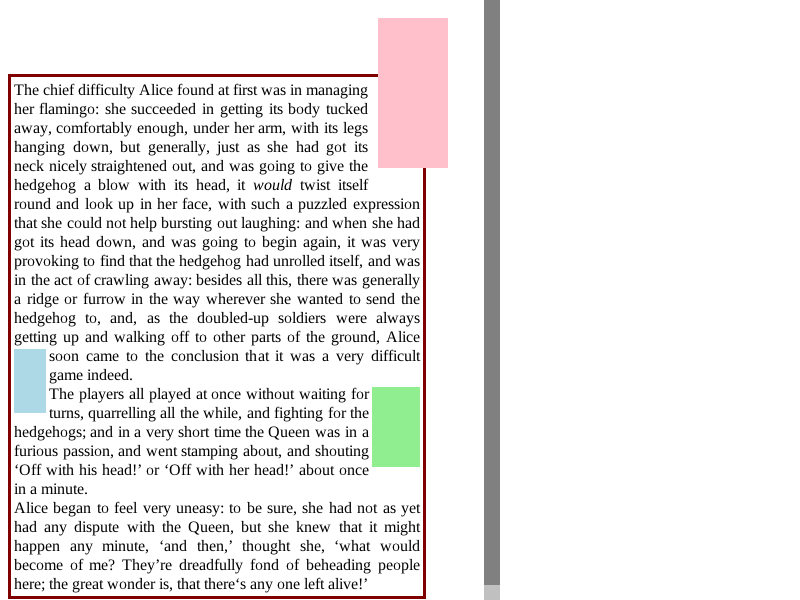 The chief difficulty Alice found at first was in managing
her flamingo: she succeeded in getting its body tucked
away, comfortably enough, under her arm, with its legs
hanging down, but generally, just as she had got its
neck nicely straightened out, and was going to give the
hedgehog a blow with its head, it would twist itself
round and look up in her face, with such a puzzled expression
that she could not help bursting out laughing: and when she had
got its head down, and was going to begin again, it was very
provoking to find that the hedgehog had unrolled itself, and was
in the act of crawling away: besides all this, there was generally
a ridge or furrow in the way wherever she wanted to send the
hedgehog to, and, as the doubled-up soldiers were always
getting up and walking off to other parts of the ground, Alice
soon came to the conclusion that it was a very difficult
game indeed.
The players all played at once without waiting for
turns, quarrelling all the while, and fighting for the
hedgehogs; and in a very short time the Queen was in a
furious passion, and went stamping about, and shouting
‘Off with his head!’ or ‘Off with her head!’ about once
in a minute.
Alice began to feel very uneasy: to be sure, she had not as yet
had any dispute with the Queen, but she knew that it might
happen any minute, ‘and then,’ thought she, ‘what would
become of me? They’re dreadfully fond of beheading people
here; the great wonder is, that there‘s any one left alive!’